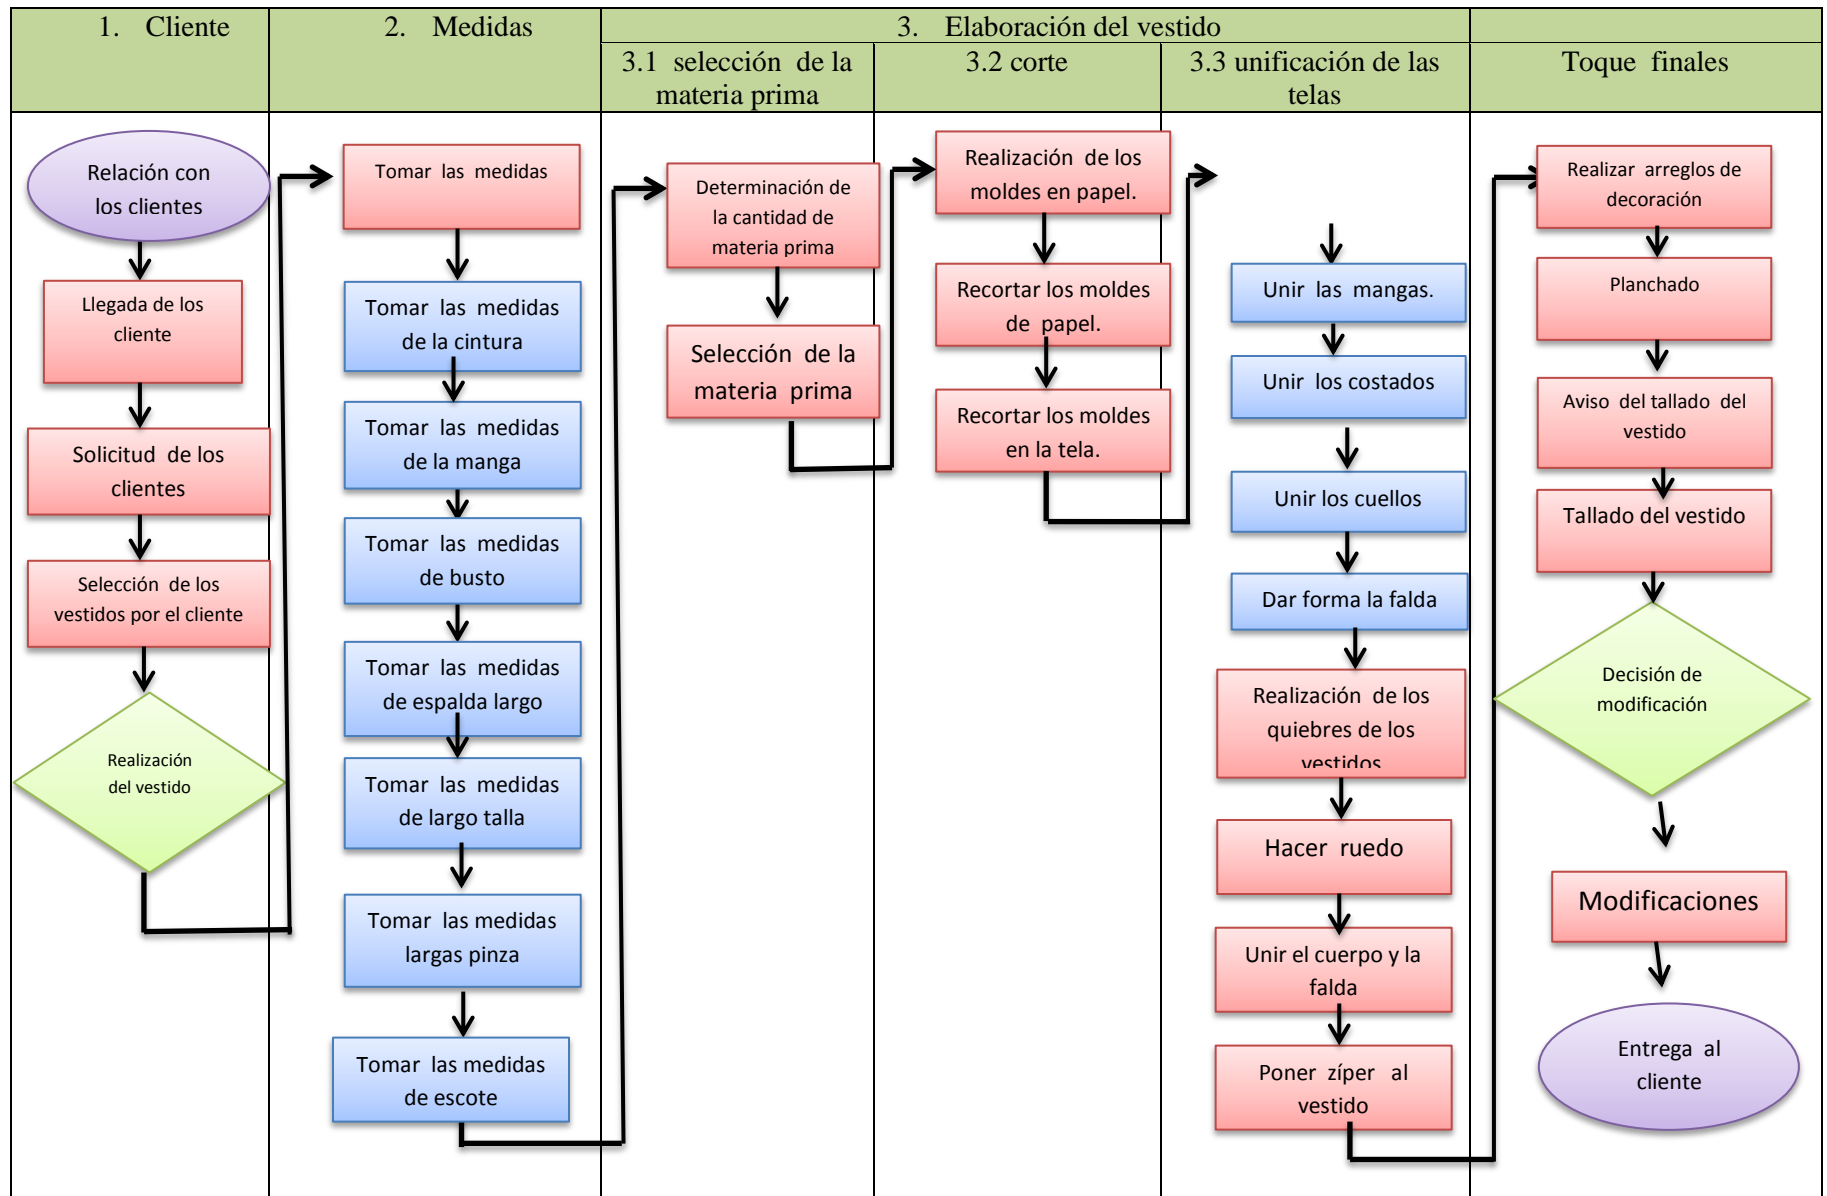 1. Cliente
2. Medidas
3. Elaboración del vestido
3.1 selección de la
materia prima
3.2 corte
3.3 unificación de las
telas
Toque finales
Relación con
los clientes
Llegada de los
cliente
Solicitud de los
clientes
Selección de los
vestidos por el cliente
Realización
del vestido
Tomar las medidas
Tomar las medidas
de la cintura
Tomar las medidas
de la manga
Tomar las medidas
de busto
Tomar las medidas
de espalda largo
Tomar las medidas
de largo talla
Tomar las medidas
largas pinza
Tomar las medidas
de escote
Determinación de
la cantidad de
materia prima
Selección de la
materia prima
Realización de los
moldes en papel.
Recortar los moldes
de papel.
Recortar los moldes
en la tela.
Unir las mangas.
Unir los costados
Unir los cuellos
Dar forma la falda
Realización de los
quiebres de los
vestidos
Hacer ruedo
Unir el cuerpo y la
falda
Poner zíper al
vestido
Realizar arreglos de
decoración
Planchado
Aviso del tallado del
vestido
Tallado del vestido
Decisión de
modificación
Modificaciones
Entrega al
cliente